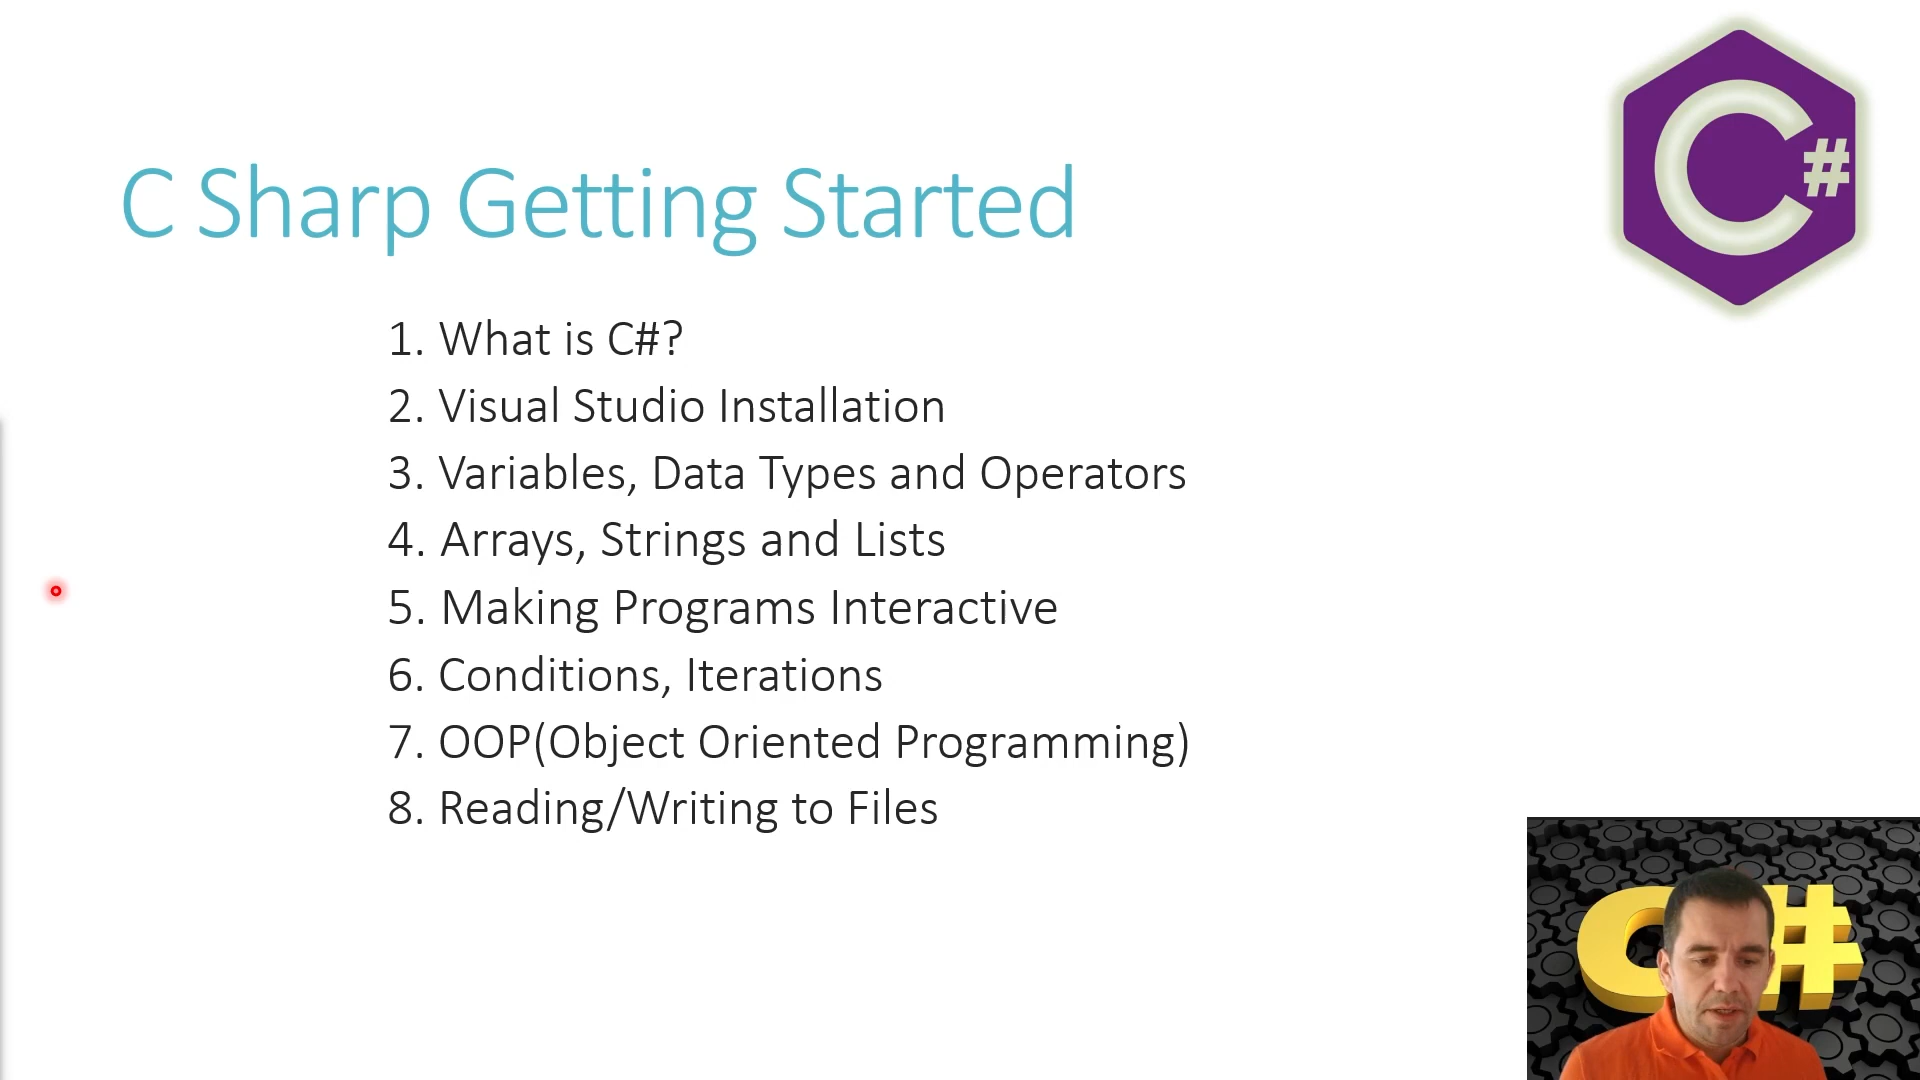 C Sharp Getting Started
C#
1. What is C#?
2. Visual Studio Installation
3. Variables, Data Types and Operators
4. Arrays, Strings and Lists
5. Making Programs Interactive
6. Conditions, Iterations
7. OOP(Object Oriented Programming)
8. Reading/Writing to Files
C#